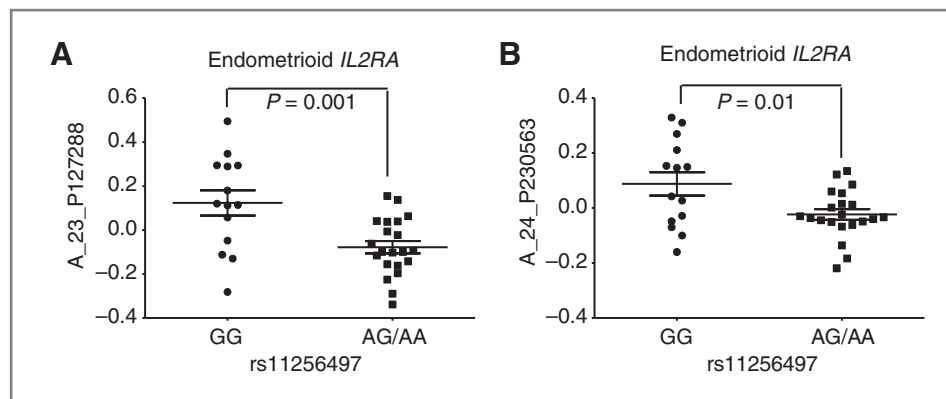 A
Endometrioid IL2RA
P = 0.001
A_23_P127288
0.6
0.4
0.2
0.0
–0.2
–0.4
GG
AG/AA
rs11256497
B
Endometrioid IL2RA
P = 0.01
A_24_P230563
0.4
0.2
0.0
–0.2
–0.4
GG
AG/AA
rs11256497